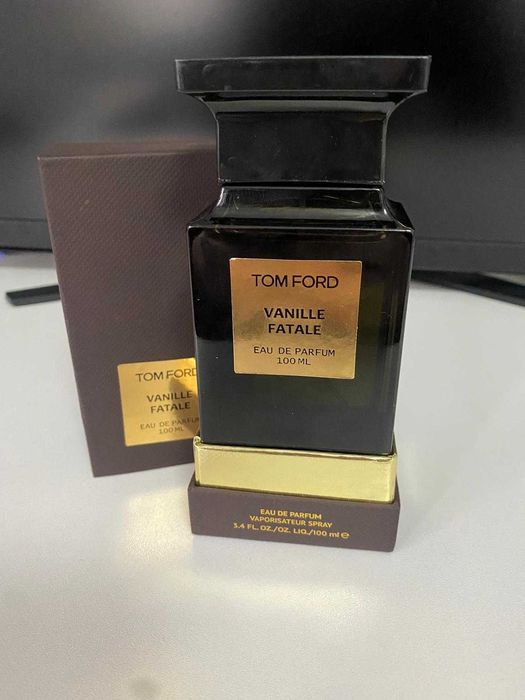 TOM FORD
VANILLE
FATALE
EAU DE PARFUM
100 ML
TOM FORD
VANILLE
FATALE
EAU DE PARFUM
100 ML
EAU DE PARFUM
VAPORISATEUR SPRAY
3.4 FL. OZ./OZ. LIQ./100 ml e